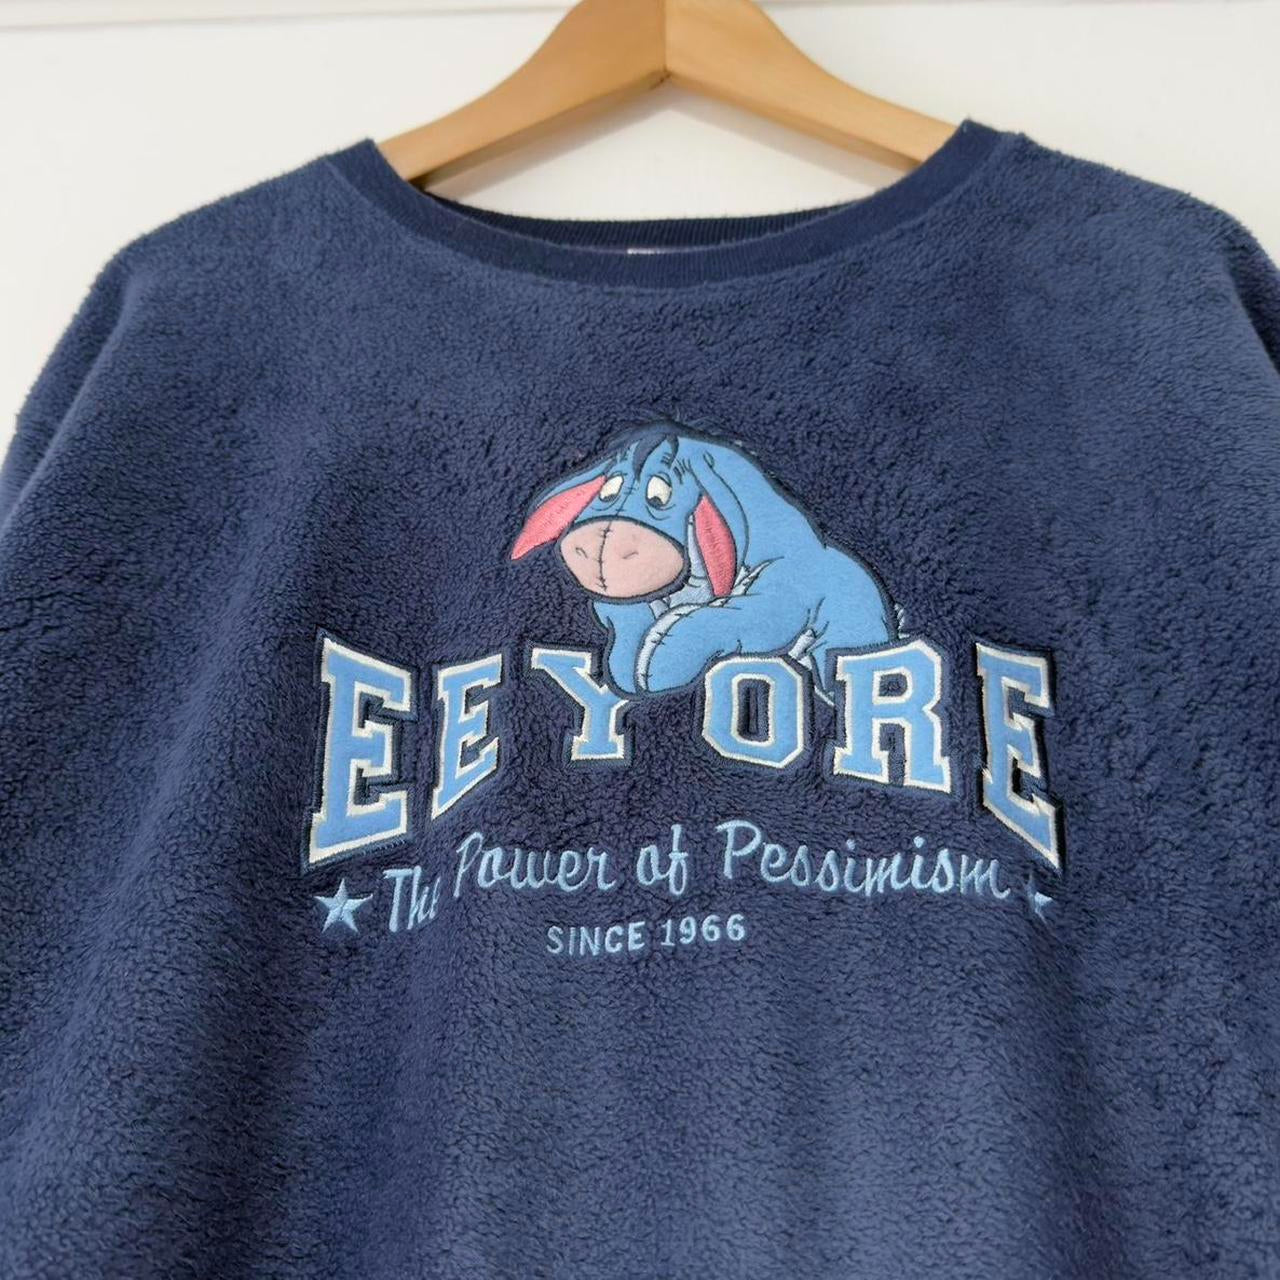 EEYORE
The Power of Pessimism
SINCE 1966